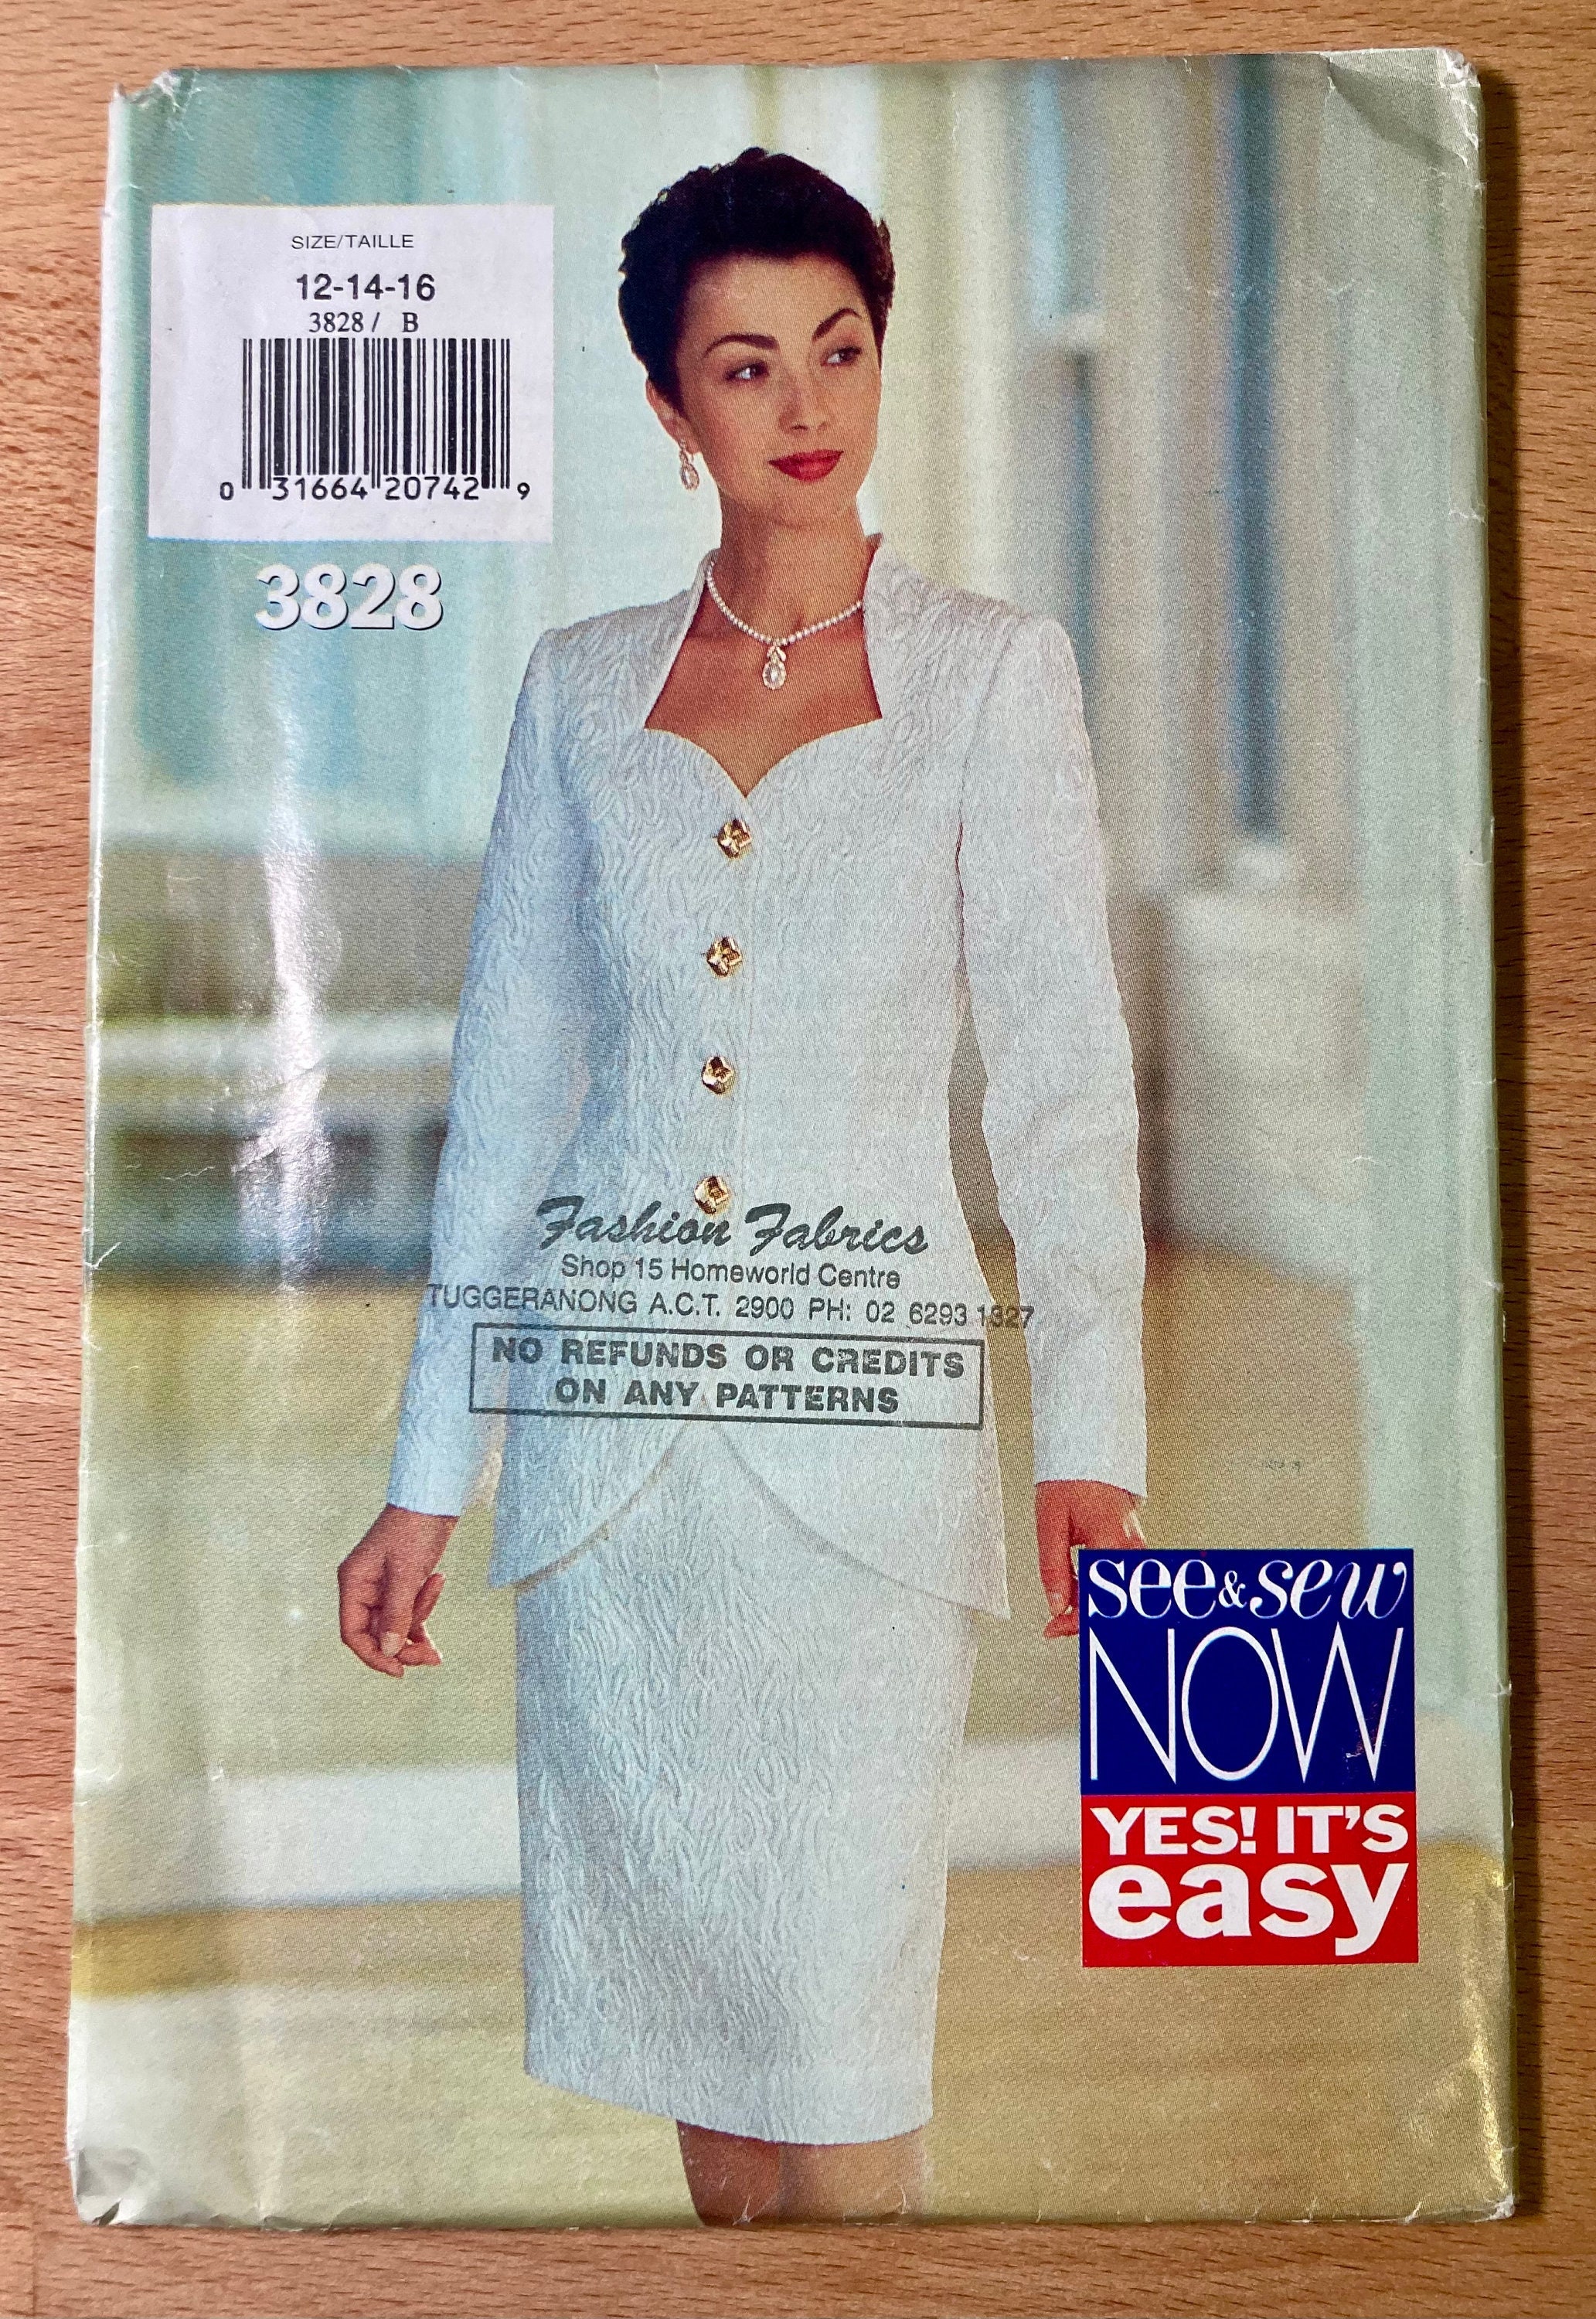 SIZE/TAILLE
12-14-16
3828/ B
0 31664 20742 9
3828
Fashion Fabrics
Shop 15 Homeworld Centre
TUGGERANONG A.C.T. 2900 PH: 02 6293 1327
NO REFUNDS OR CREDITS
ON ANY PATTERNS
see&sew
NOW
YES! IT'S
easy